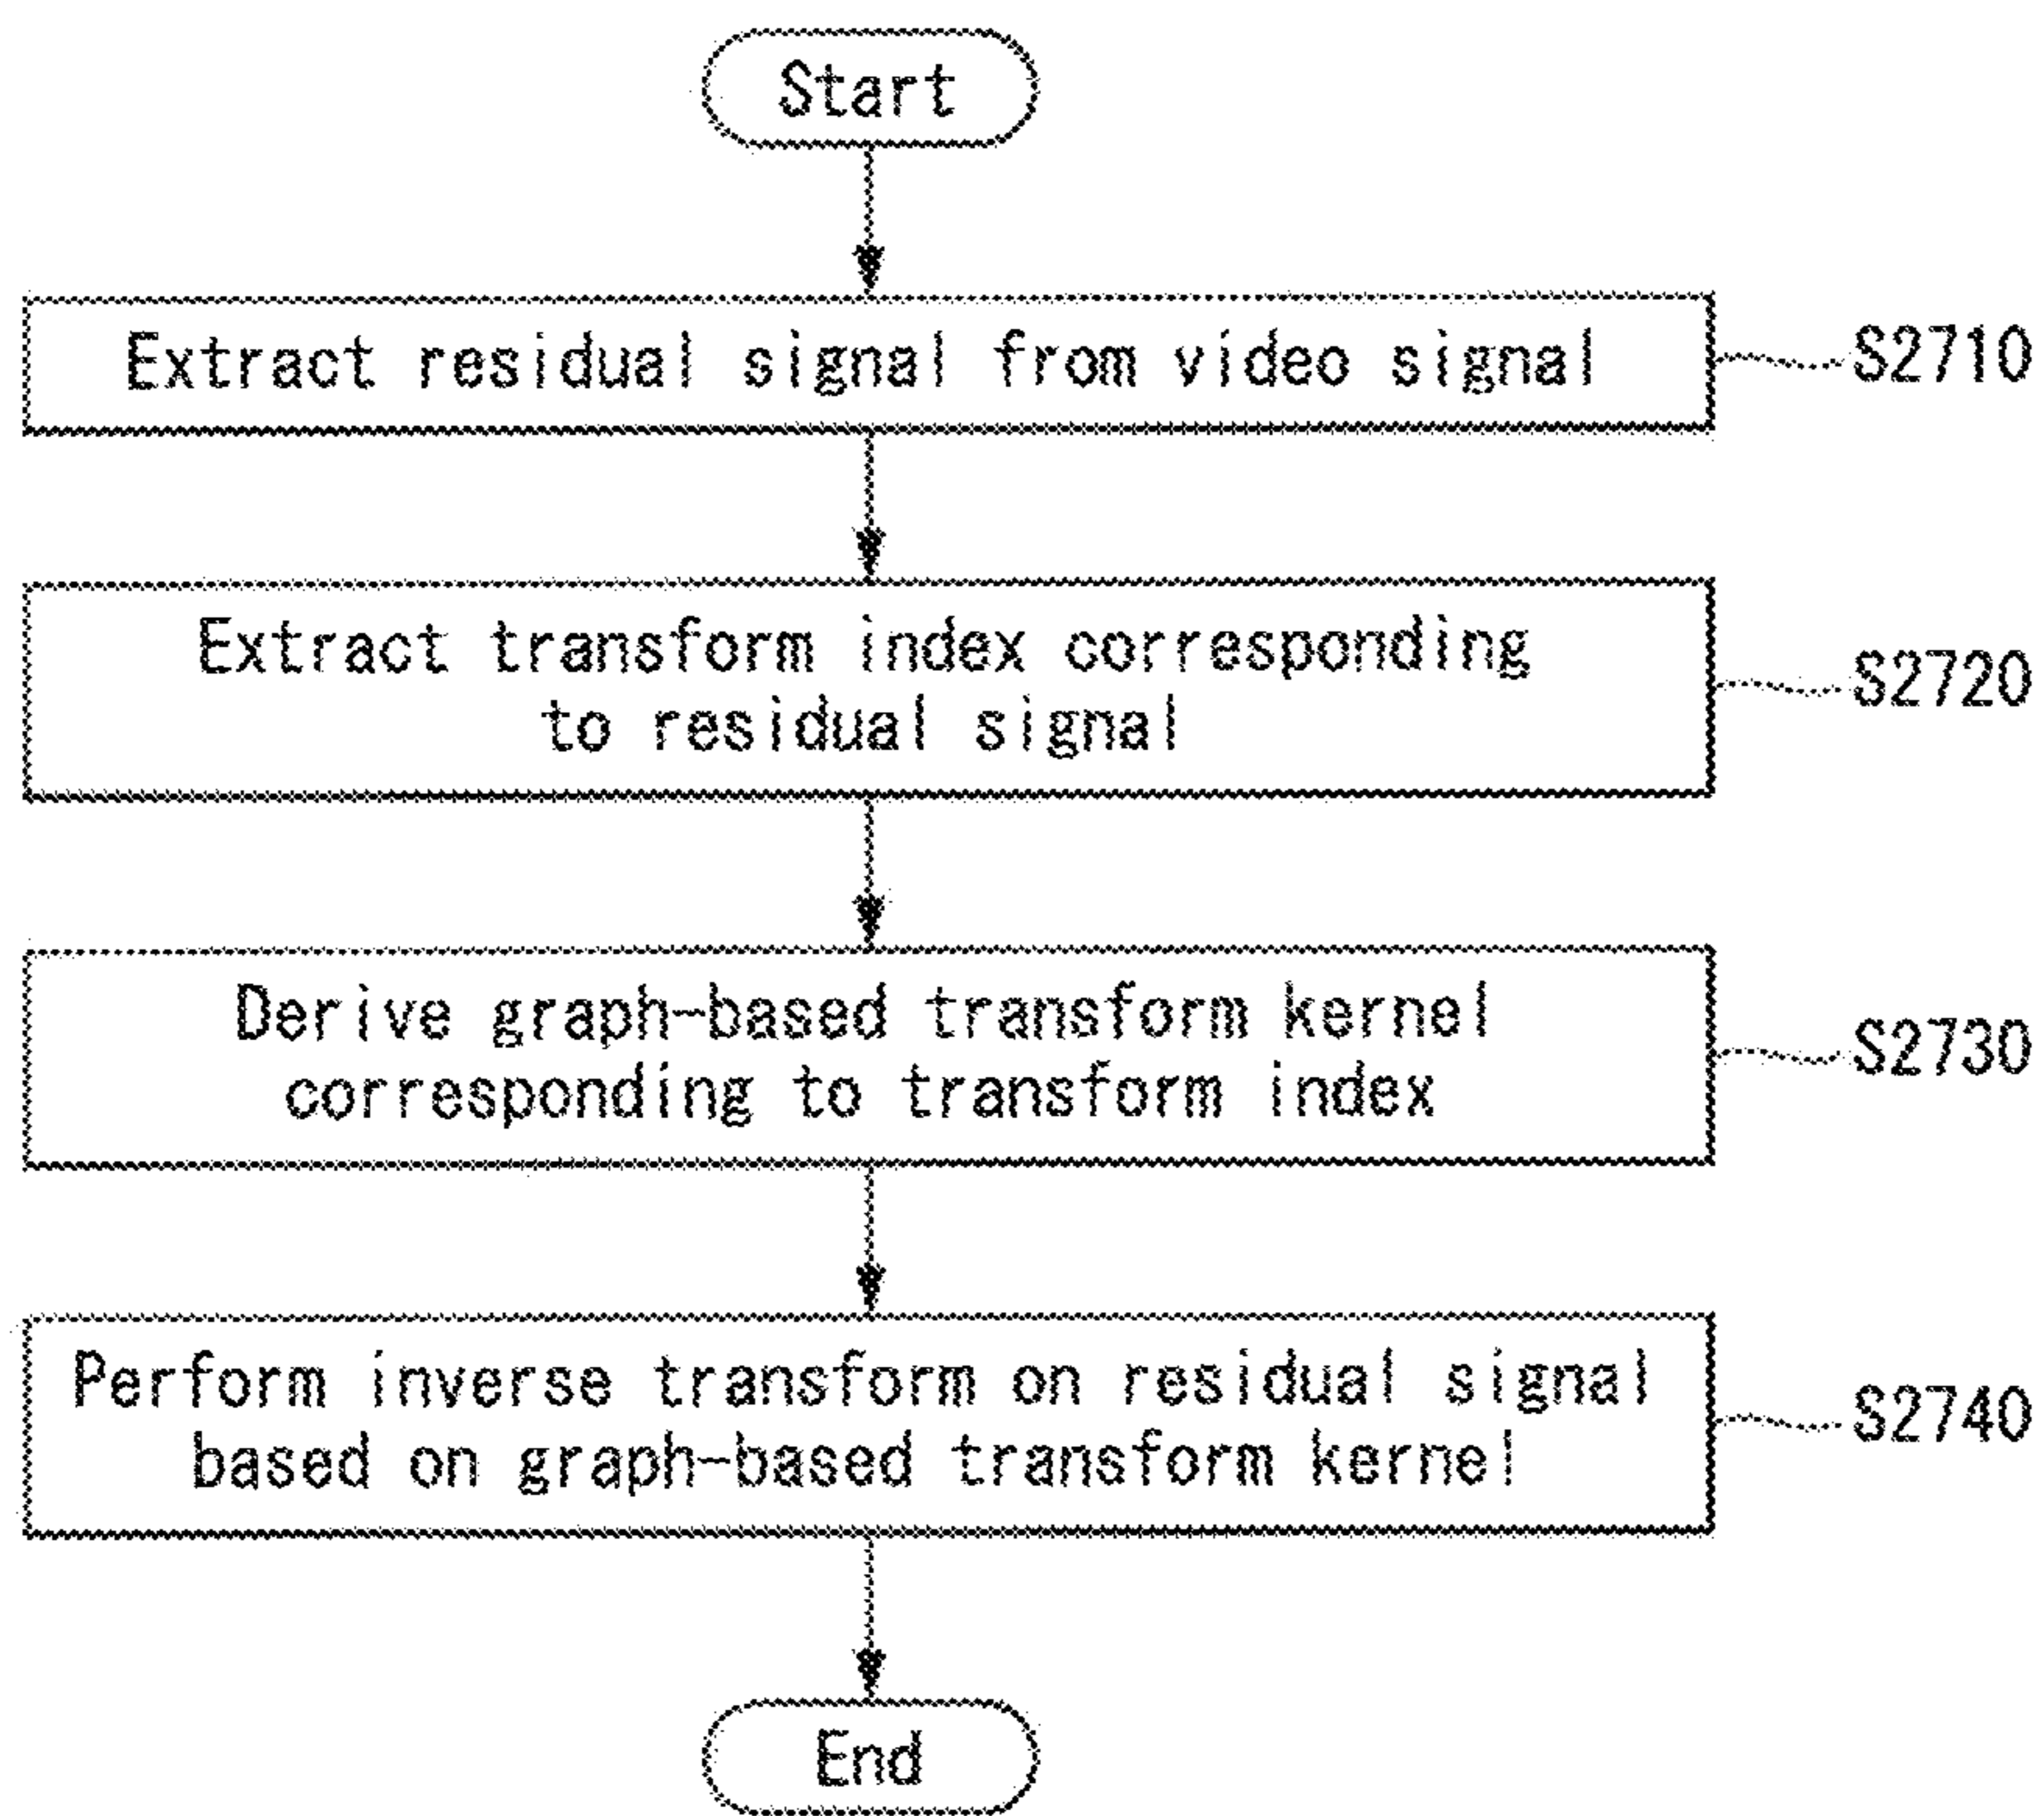 Start
Extract residual signal from video signal
S2710
Extract transform index corresponding
to residual signal
S2720
Derive graph-based transform kernel
corresponding to transform index
S2730
Perform inverse transform on residual signal
based on graph-based transform kernel
S2740
End